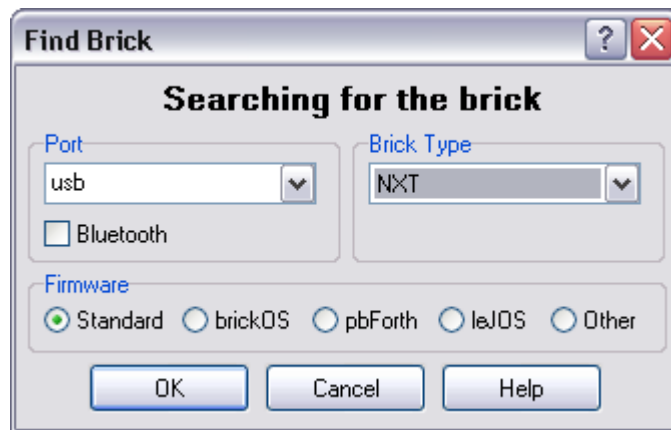 Find Brick
Searching for the brick
Port
Brick Type
usb
NXT
Bluetooth
Firmware
Standard brickOS pbForth leJOS Other
OK Cancel Help